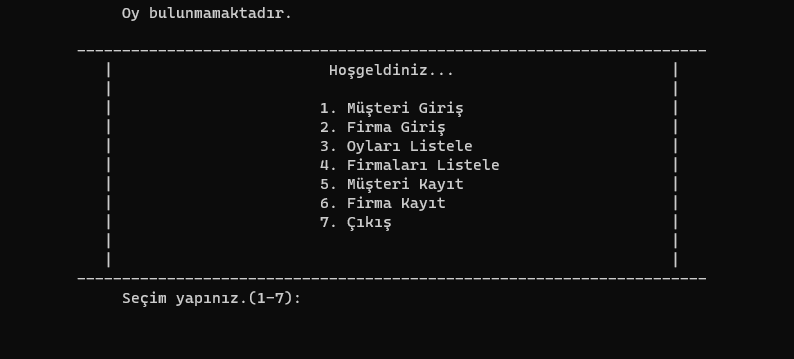 Oy bulunmamaktadır.
Hoşgeldiniz...
1. Müşteri Giriş
2. Firma Giriş
3. Oyları Listele
4. Firmaları Listele
5. Müşteri Kayıt
6. Firma Kayıt
7. Çıkış
Seçim yapınız.(1-7):